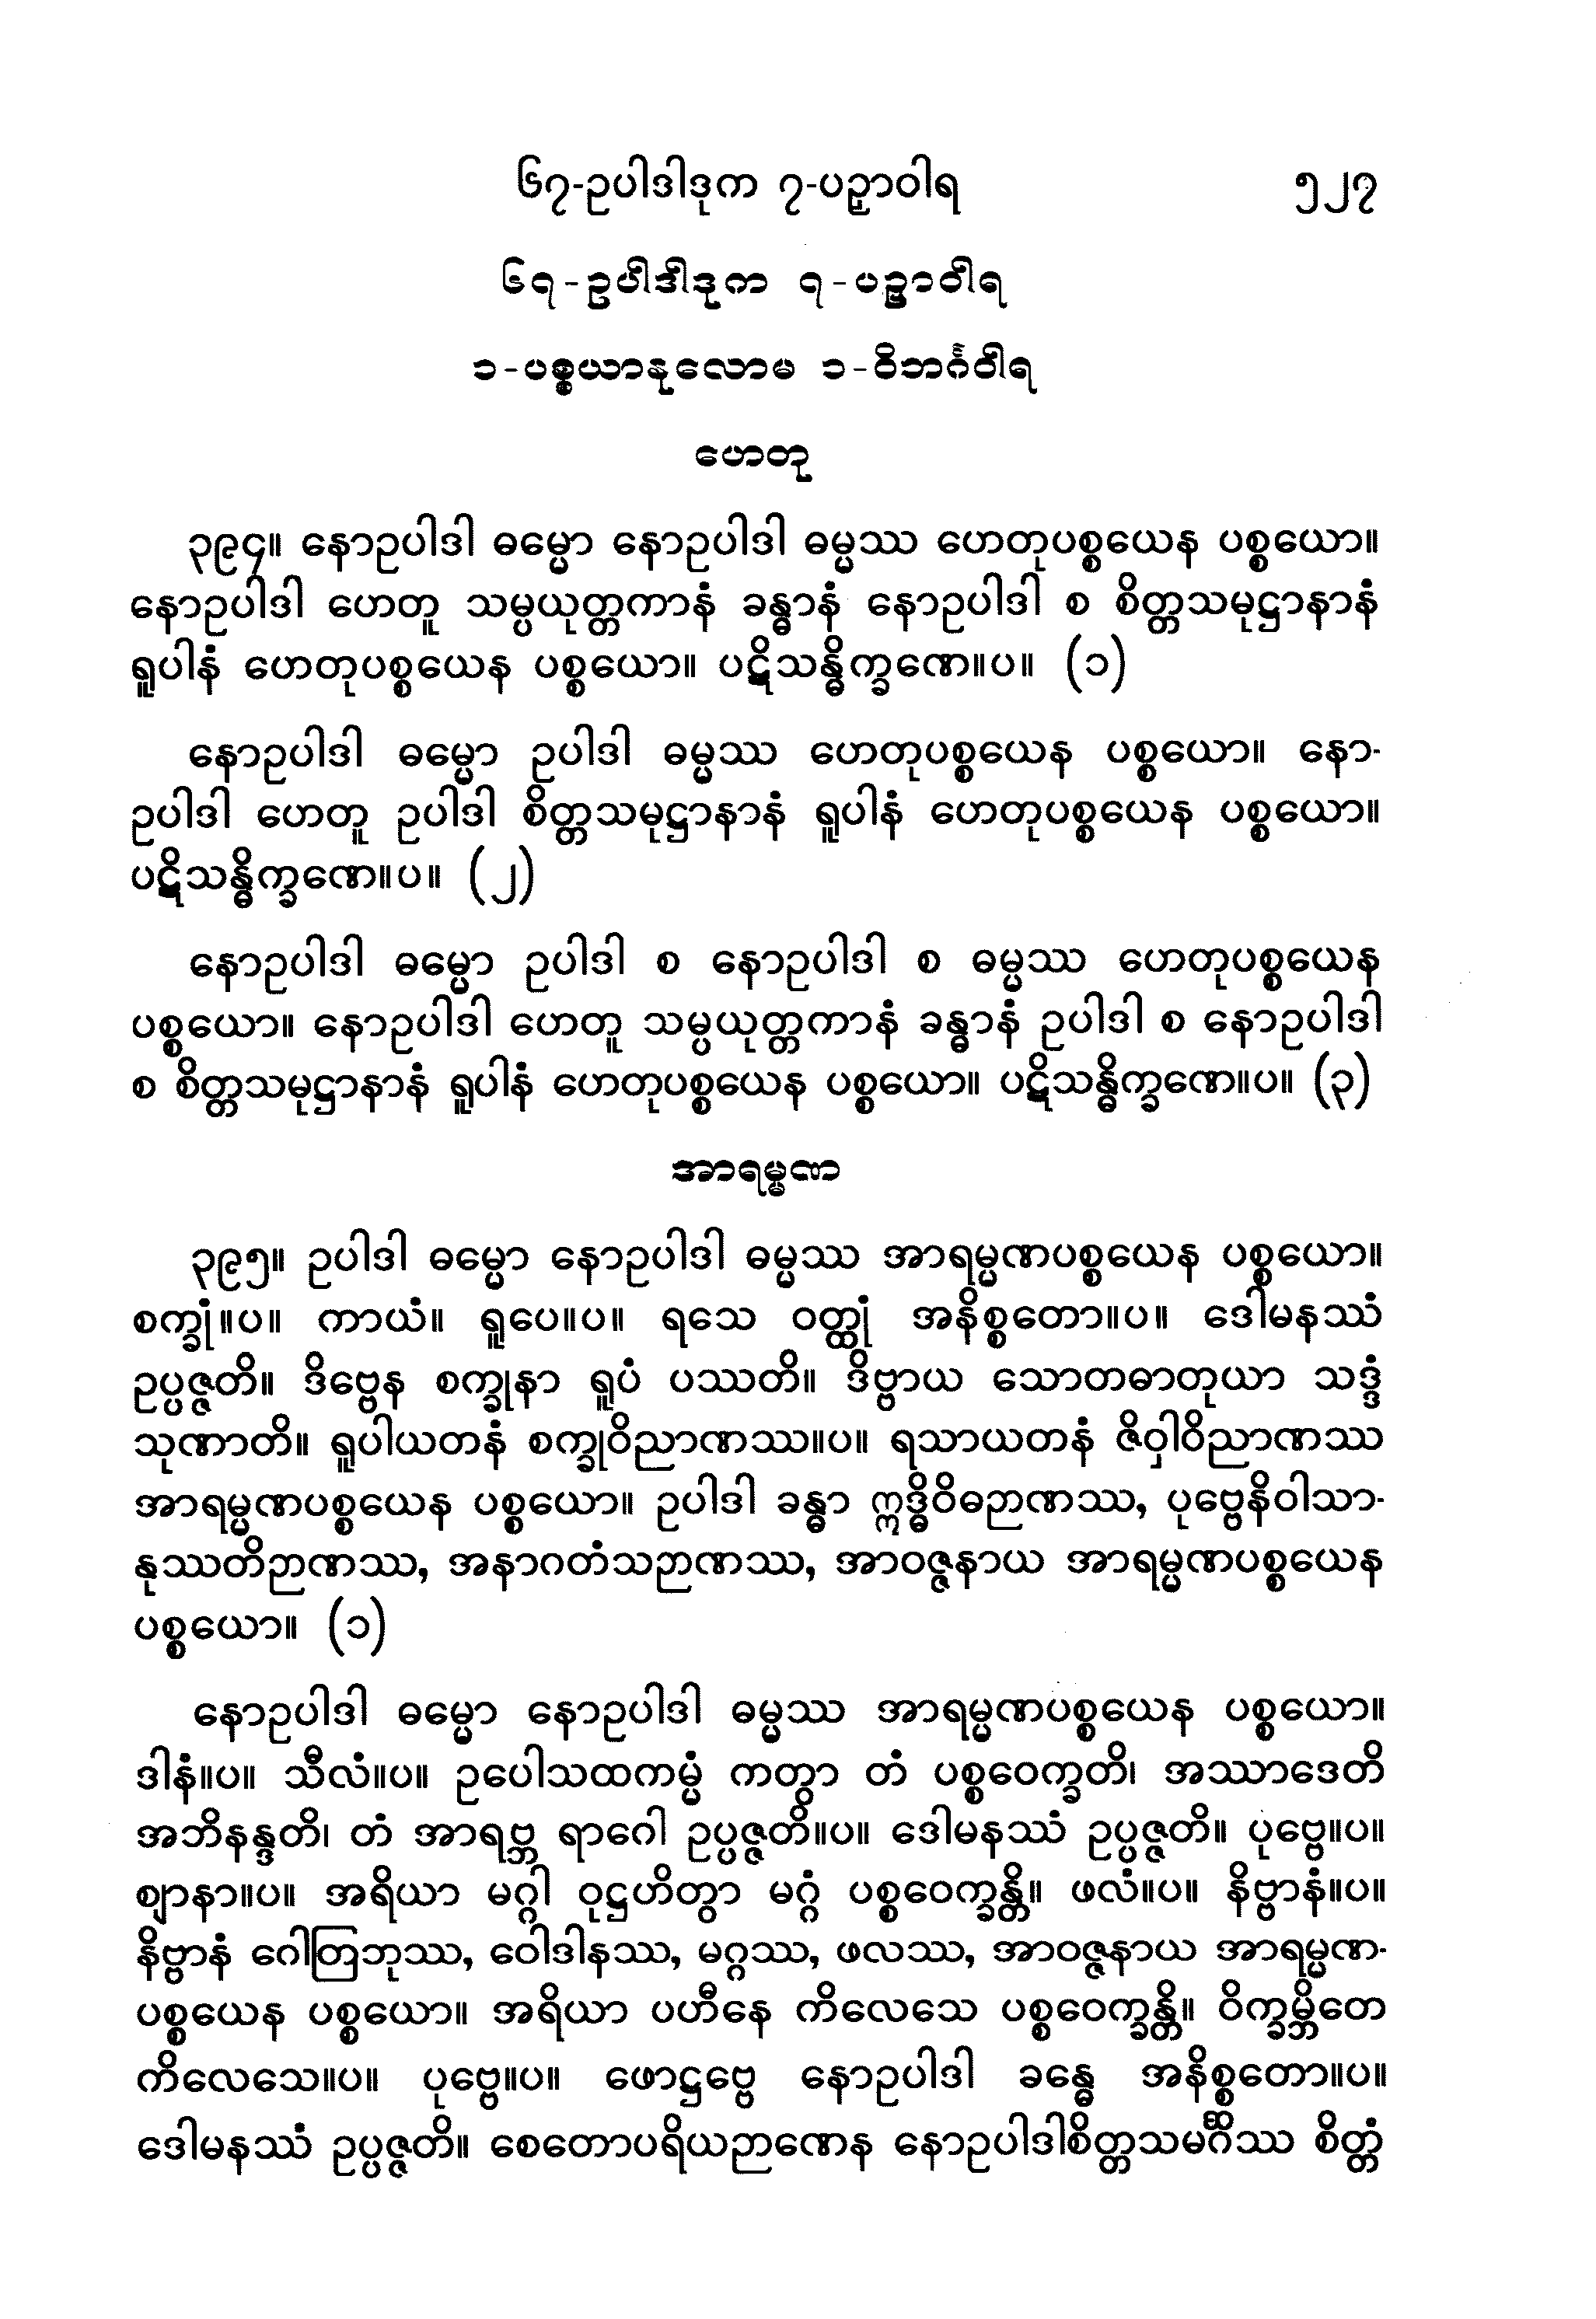 ၆၇-ဥပါဒါဒုက ၇-ပဉှာဝါရ ၅၂၇
၆၇-ဥပါဒါဒုက ၇-ပဉှာဝါရ
၁-ပစ္စယာနုလောမ ၁-ဝိဘင်္ဂဝါရ
ဟေတု
၃၉၄။ နောဥပါဒါ ဓမ္မော နောဥပါဒါ ဓမ္မဿ ဟေတုပစ္စယေန ပစ္စယော။
နောဥပါဒါ ဟေတူ သမ္ပယုတ္တကာနံ ခန္ဓာနံ နောဥပါဒါ စ စိတ္တသမုဋ္ဌာနာနံ
ရူပါနံ ဟေတုပစ္စယေန ပစ္စယော။ ပဋိသန္ဓိက္ခဏေ။ပ။ (၁)
နောဥပါဒါ ဓမ္မော ဥပါဒါ ဓမ္မဿ ဟေတုပစ္စယေန ပစ္စယော။ နော-
ဥပါဒါ ဟေတူ ဥပါဒါ စိတ္တသမုဋ္ဌာနာနံ ရူပါနံ ဟေတုပစ္စယေန ပစ္စယော။
ပဋိသန္ဓိက္ခဏေ။ပ။ (၂)
နောဥပါဒါ ဓမ္မော ဥပါဒါ စ နောဥပါဒါ စ ဓမ္မဿ ဟေတုပစ္စယေန
ပစ္စယော။ နောဥပါဒါ ဟေတူ သမ္ပယုတ္တကာနံ ခန္ဓာနံ ဥပါဒါ စ နောဥပါဒါ
စ စိတ္တသမုဋ္ဌာနာနံ ရူပါနံ ဟေတုပစ္စယေန ပစ္စယော။ ပဋိသန္ဓိက္ခဏေ။ပ။ (၃)
အာရမ္မဏ
၃၉၅။ ဥပါဒါ ဓမ္မော နောဥပါဒါ ဓမ္မဿ အာရမ္မဏပစ္စယေန ပစ္စယော။
စက္ခုံ။ပ။ ကာယံ။ ရူပေ။ပ။ ရသေ ဝတ္ထုံ အနိစ္စတော။ပ။ ဒေါမနဿံ
ဥပ္ပဇ္ဇတိ။ ဒိဗ္ဗေန စက္ခုနာ ရူပံ ပဿတိ။ ဒိဗ္ဗာယ သောတဓာတုယာ သဒ္ဒံ
သုဏာတိ။ ရူပါယတနံ စက္ခုဝိညာဏဿ။ပ။ ရသာယတနံ ဇိဝှါဝိညာဏဿ
အာရမ္မဏပစ္စယေန ပစ္စယော။ ဥပါဒါ ခန္ဓာ ဣဒ္ဓိဝိဓဉာဏဿ, ပုဗ္ဗေနိဝါသာ-
နုဿတိဉာဏဿ, အနာဂတံသဉာဏဿ, အာဝဇ္ဇနာယ အာရမ္မဏပစ္စယေန
ပစ္စယော။ (၁)
နောဥပါဒါ ဓမ္မော နောဥပါဒါ ဓမ္မဿ အာရမ္မဏပစ္စယေန ပစ္စယော။
ဒါနံ။ပ။ သီလံ။ပ။ ဥပေါသထကမ္မံ ကတွာ တံ ပစ္စဝေက္ခတိ၊ အဿာဒေတိ
အဘိနန္ဒတိ၊ တံ အာရဗ္ဘ ရာဂေါ ဥပ္ပဇ္ဇတိ။ပ။ ဒေါမနဿံ ဥပ္ပဇ္ဇတိ။ ပုဗ္ဗေ။ပ။
ဈာနာ။ပ။ အရိယာ မဂ္ဂါ ဝုဋ္ဌဟိတွာ မဂ္ဂံ ပစ္စဝေက္ခန္တိ။ ဖလံ။ပ။ နိဗ္ဗာနံ။ပ။
နိဗ္ဗာနံ ဂေါတြဘုဿ, ဝေါဒါနဿ, မဂ္ဂဿ, ဖလဿ, အာဝဇ္ဇနာယ အာရမ္မဏ-
ပစ္စယေန ပစ္စယော။ အရိယာ ပဟီနေ ကိလေသေ ပစ္စဝေက္ခန္တိ။ ဝိက္ခမ္ဘိတေ
ကိလေသေ။ပ။ ပုဗ္ဗေ။ပ။ ဖောဋ္ဌဗ္ဗေ နောဥပါဒါ ခန္ဓေ အနိစ္စတော။ပ။
ဒေါမနဿံ ဥပ္ပဇ္ဇတိ။ စေတောပရိယဉာဏေန နောဥပါဒါစိတ္တသမင်္ဂိဿ စိတ္တံ